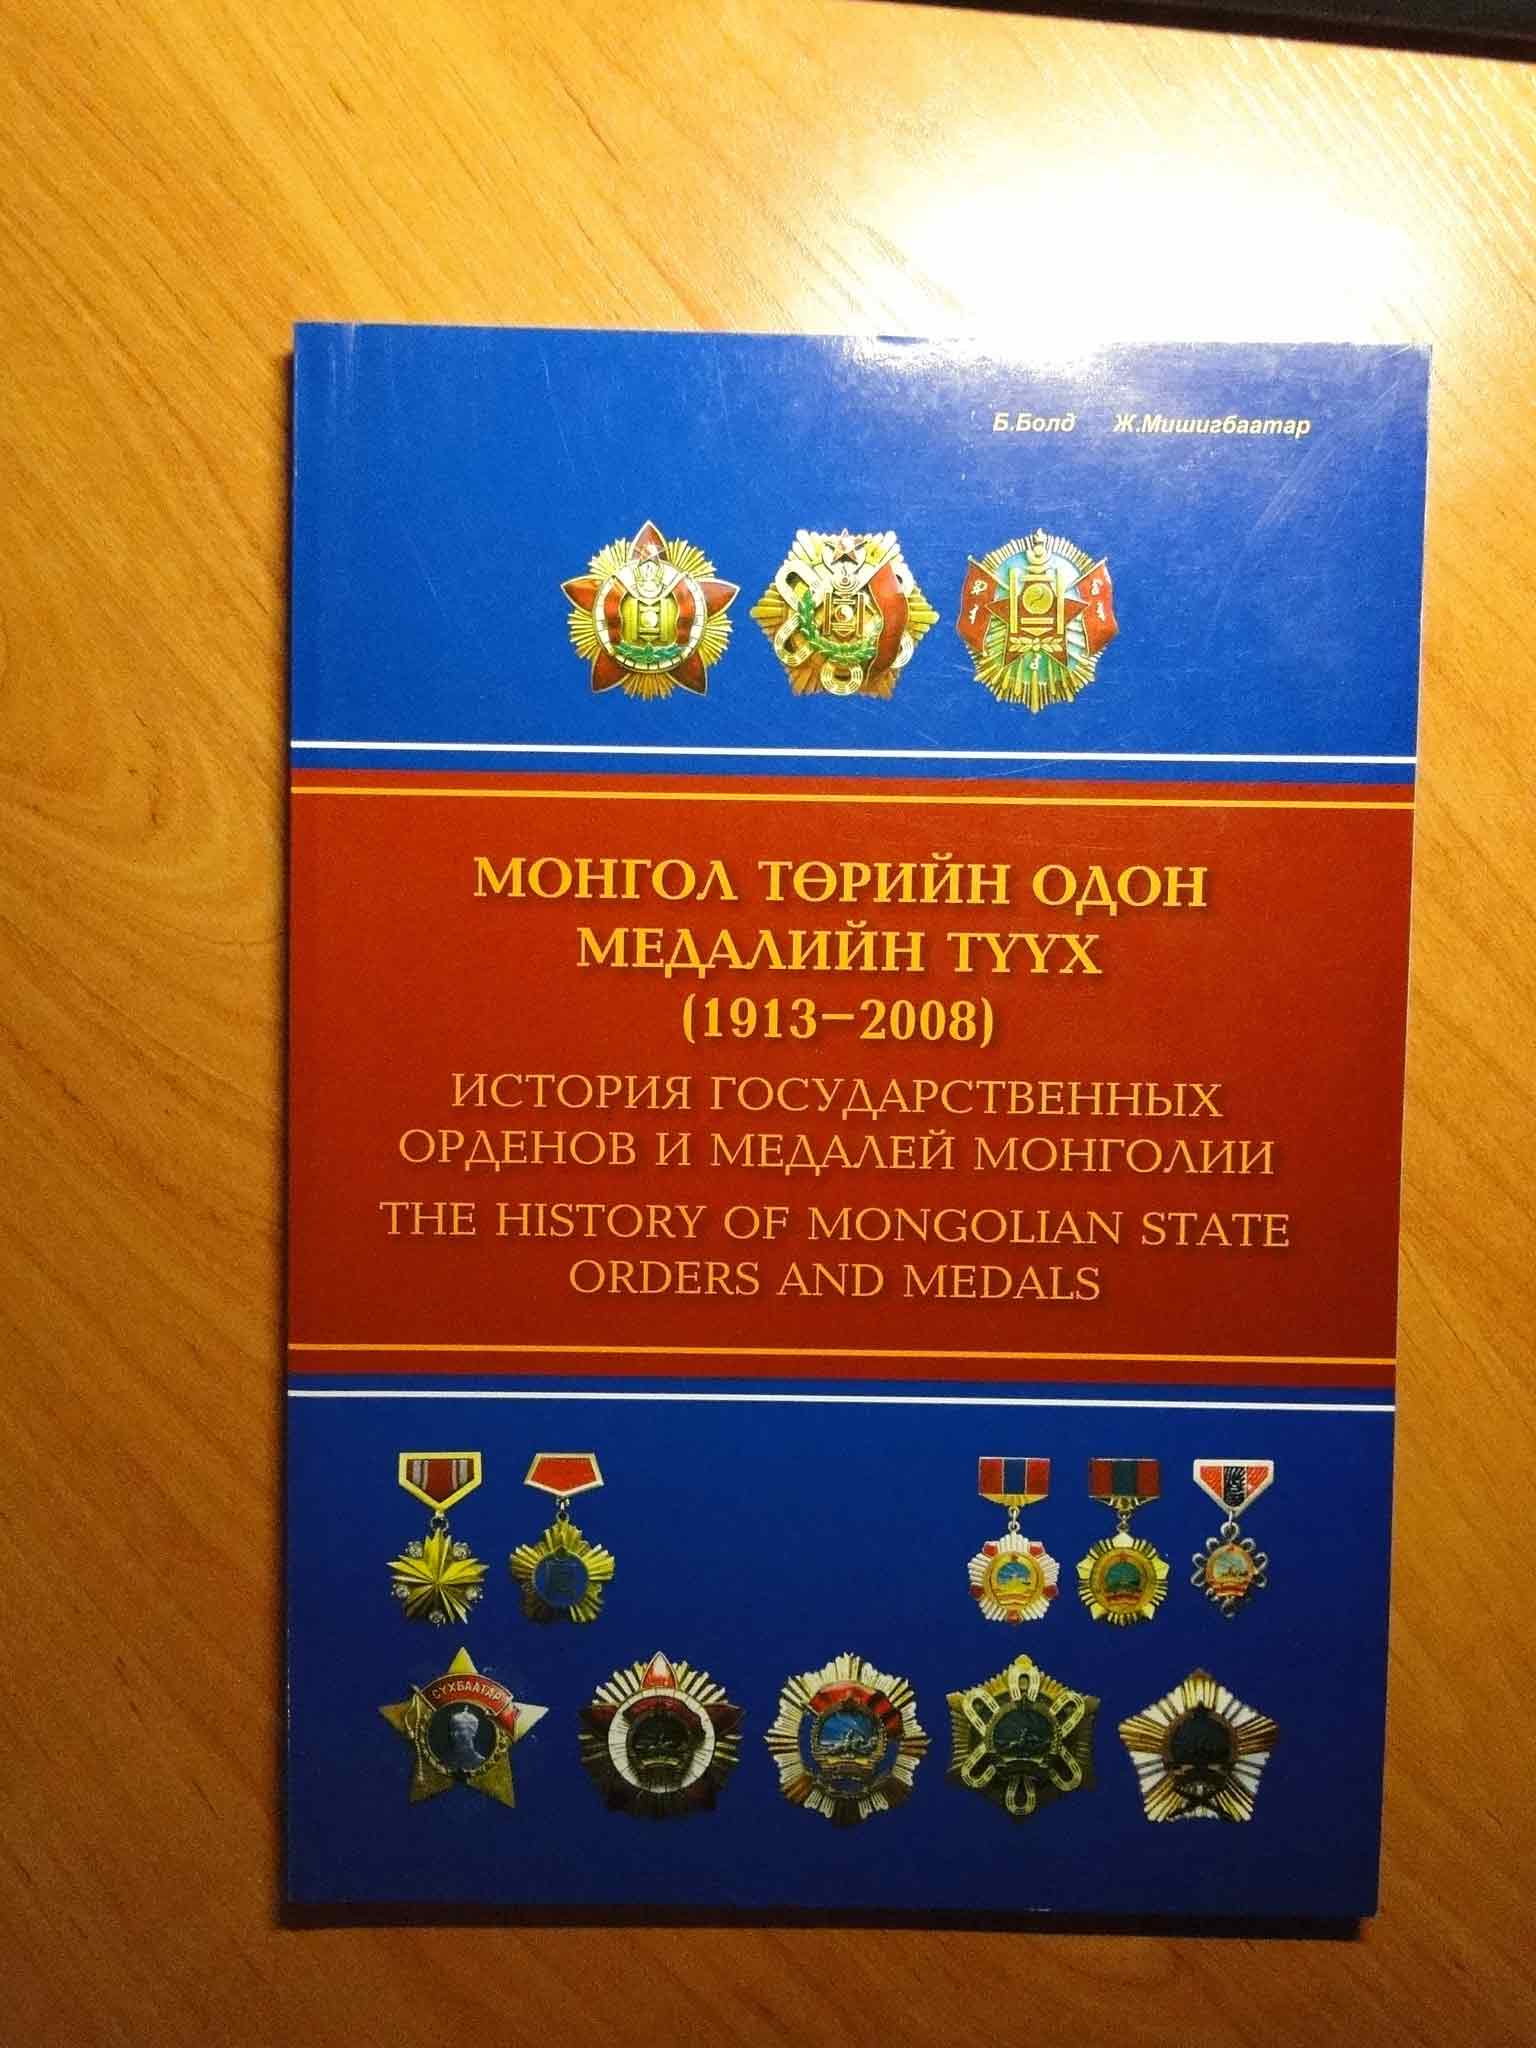 Б.Болд Ж.Мишигбаатар
МОНГОЛ ТӨРИЙН ОДОН
МЕДАЛИЙН ТҮҮХ
(1913–2008)
ИСТОРИЯ ГОСУДАРСТВЕННЫХ
ОРДЕНОВ И МЕДАЛЕЙ МОНГОЛИИ
THE HISTORY OF MONGOLIAN STATE
ORDERS AND MEDALS
СҮХБААТАР